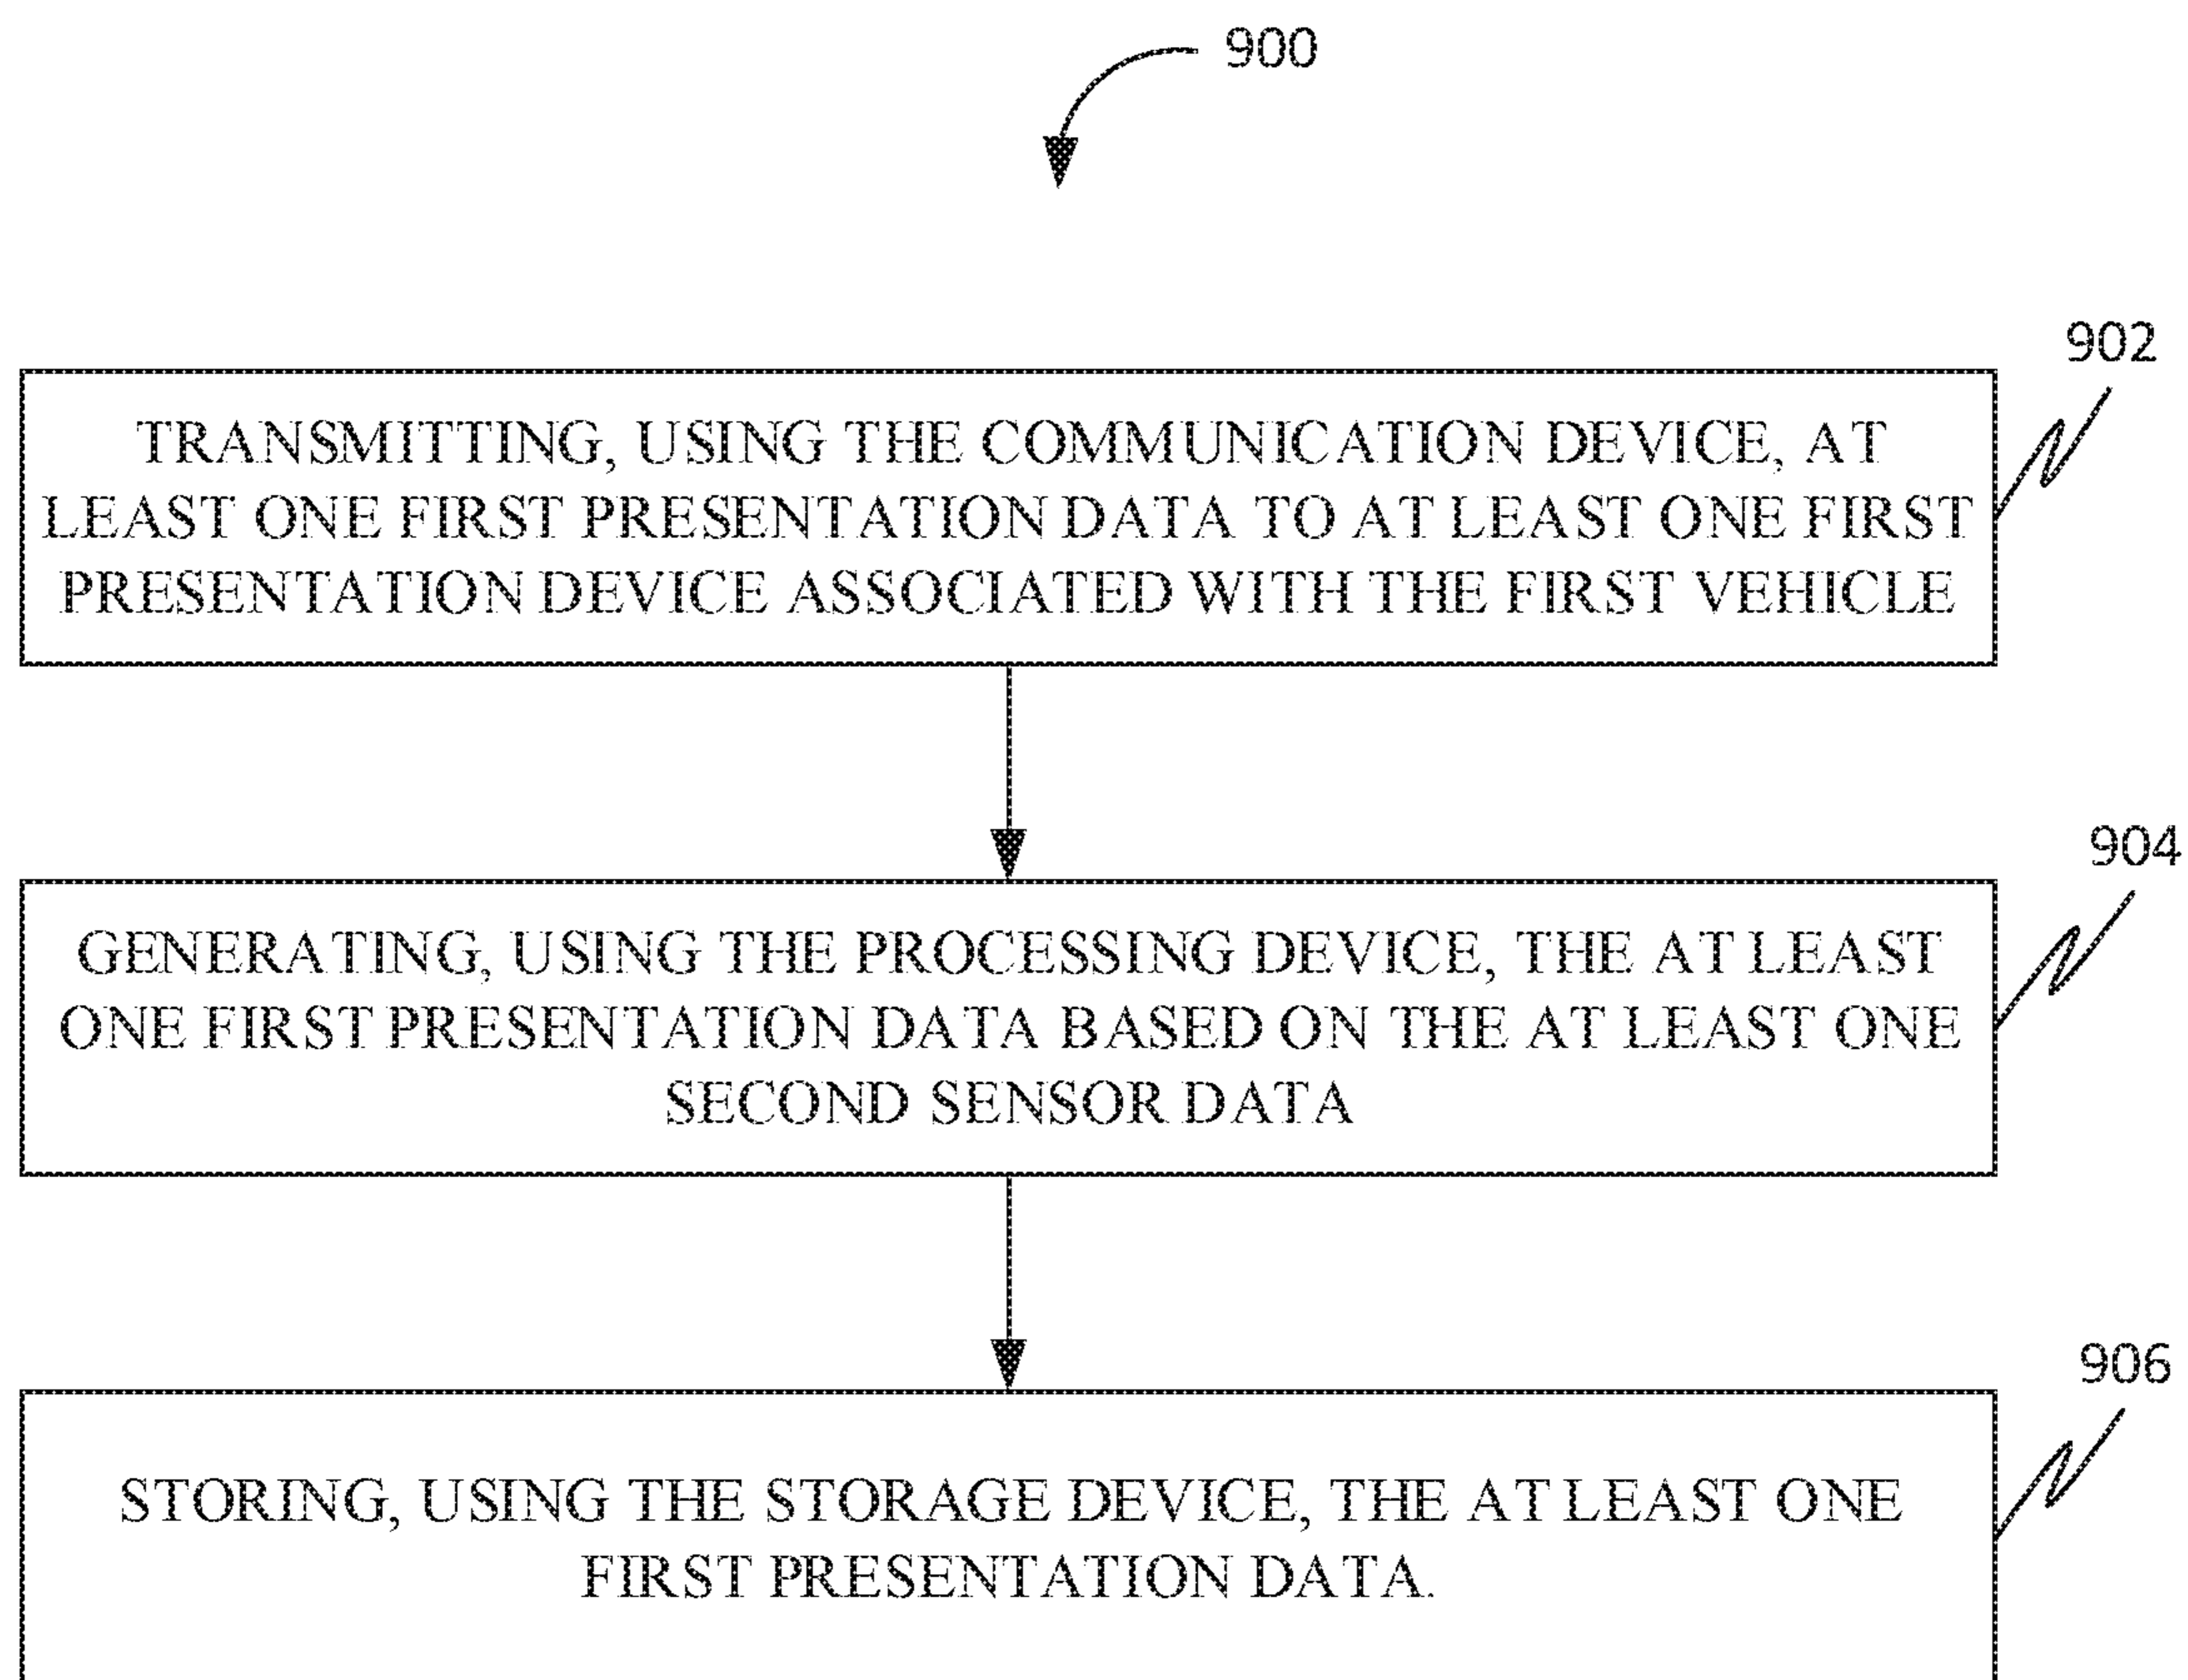 900
902
TRANSMITTING, USING THE COMMUNICATION DEVICE, AT
LEAST ONE FIRST PRESENTATION DATA TO AT LEAST ONE FIRST
PRESENTATION DEVICE ASSOCIATED WITH THE FIRST VEHICLE
904
GENERATING, USING THE PROCESSING DEVICE, THE AT LEAST
ONE FIRST PRESENTATION DATA BASED ON THE AT LEAST ONE
SECOND SENSOR DATA
906
STORING, USING THE STORAGE DEVICE, THE AT LEAST ONE
FIRST PRESENTATION DATA.